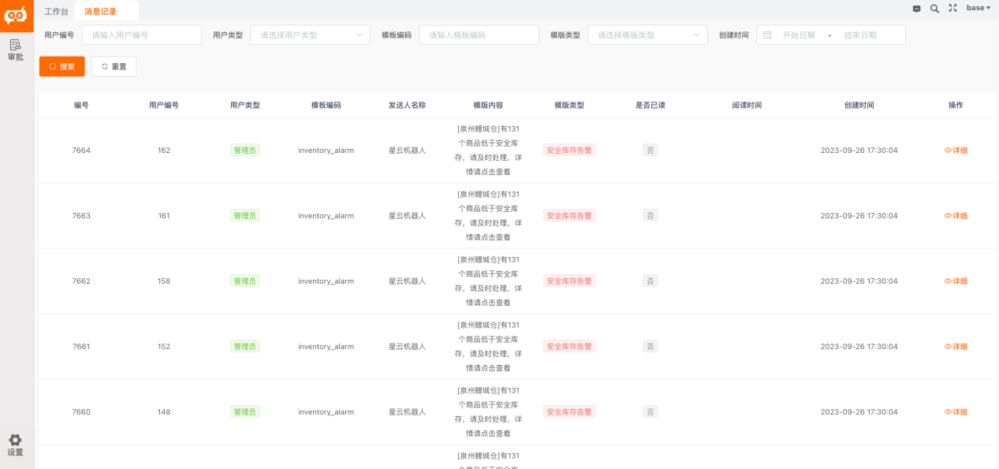 工作台 消息记录 base
用户编号 请输入用户编号 用户类型 请选择用户类型 模板编码 请输入模板编码 模版类型 请选择模版类型 创建时间 开始日期 - 结束日期
审批
搜索 重置
编号 用户编号 用户类型 模板编码 发送人名称 模版内容 模版类型 是否已读 阅读时间 创建时间 操作
[泉州鲤城仓]有131
个商品低于安全库
7664 162 管理员 inventory_alarm 星云机器人 安全库存告警 否 2023-09-26 17:30:04 详细
存，请及时处理，详
情请点击查看
[泉州鲤城仓]有131
个商品低于安全库
7663 161 管理员 inventory_alarm 星云机器人 安全库存告警 否 2023-09-26 17:30:04 详细
存，请及时处理，详
情请点击查看
[泉州鲤城仓]有131
个商品低于安全库
7662 158 管理员 inventory_alarm 星云机器人 安全库存告警 否 2023-09-26 17:30:04 详细
存，请及时处理，详
情请点击查看
[泉州鲤城仓]有131
个商品低于安全库
7661 152 管理员 inventory_alarm 星云机器人 安全库存告警 否 2023-09-26 17:30:04 详细
存，请及时处理，详
情请点击查看
[泉州鲤城仓]有131
个商品低于安全库
7660 148 管理员 inventory_alarm 星云机器人 安全库存告警 否 2023-09-26 17:30:04 详细
存，请及时处理，详
情请点击查看
设置
[泉州鲤城仓]有131